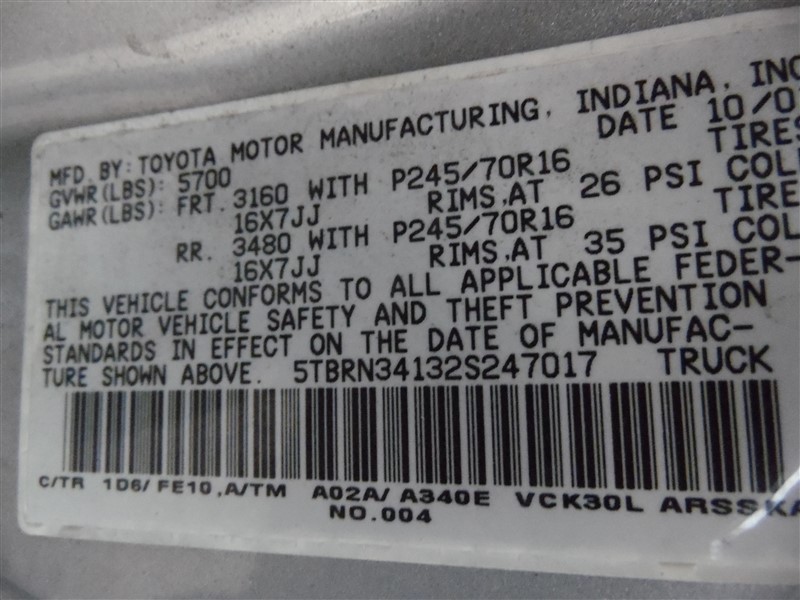 MFD. BY: TOYOTA MOTOR MANUFACTURING, INDIANA, INC
GVWR(LBS): 5700 DATE 10/01
GAWR(LBS): FRT. 3160 WITH P245/70R16 TIRES
16X7JJ RIMS,AT 26 PSI COL
RR. 3480 WITH P245/70R16 TIRE
16X7JJ RIMS,AT 35 PSI COL
THIS VEHICLE CONFORMS TO ALL APPLICABLE FEDER-
AL MOTOR VEHICLE SAFETY AND THEFT PREVENTION
STANDARDS IN EFFECT ON THE DATE OF MANUFAC-
TURE SHOWN ABOVE. 5TBRN34132S247017 TRUCK
C/TR 1D6/FE10,A/TM A02A/A340E VCK30L ARSSKA
NO.004